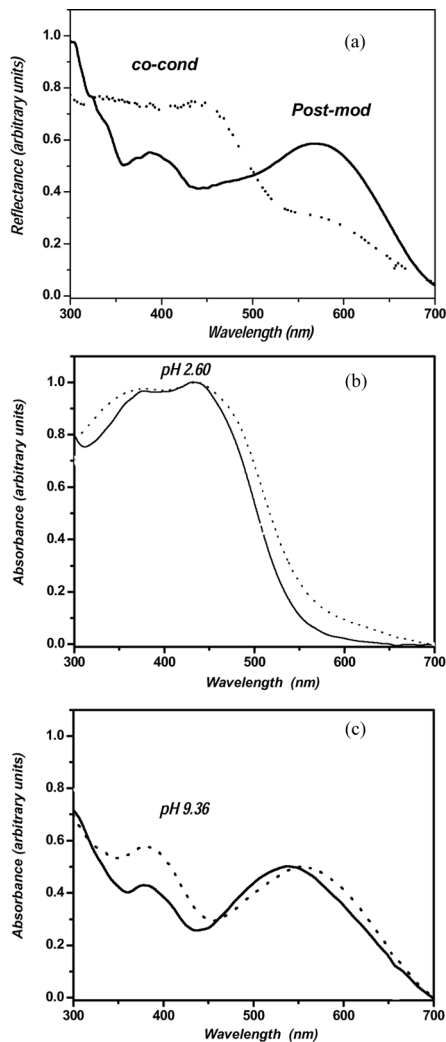 (a)
co-cond
Post-mod
Reflectance (arbitrary units)
1.0
0.8
0.6
0.4
0.2
0.0
300 400 500 600 700
Wavelength (nm)
(b)
pH 2.60
Absorbance (arbitrary units)
1.0
0.8
0.6
0.4
0.2
0.0
300 400 500 600 700
Wavelength (nm)
(c)
pH 9.36
Absorbance (arbitrary units)
1.0
0.8
0.6
0.4
0.2
0.0
300 400 500 600 700
Wavelength (nm)